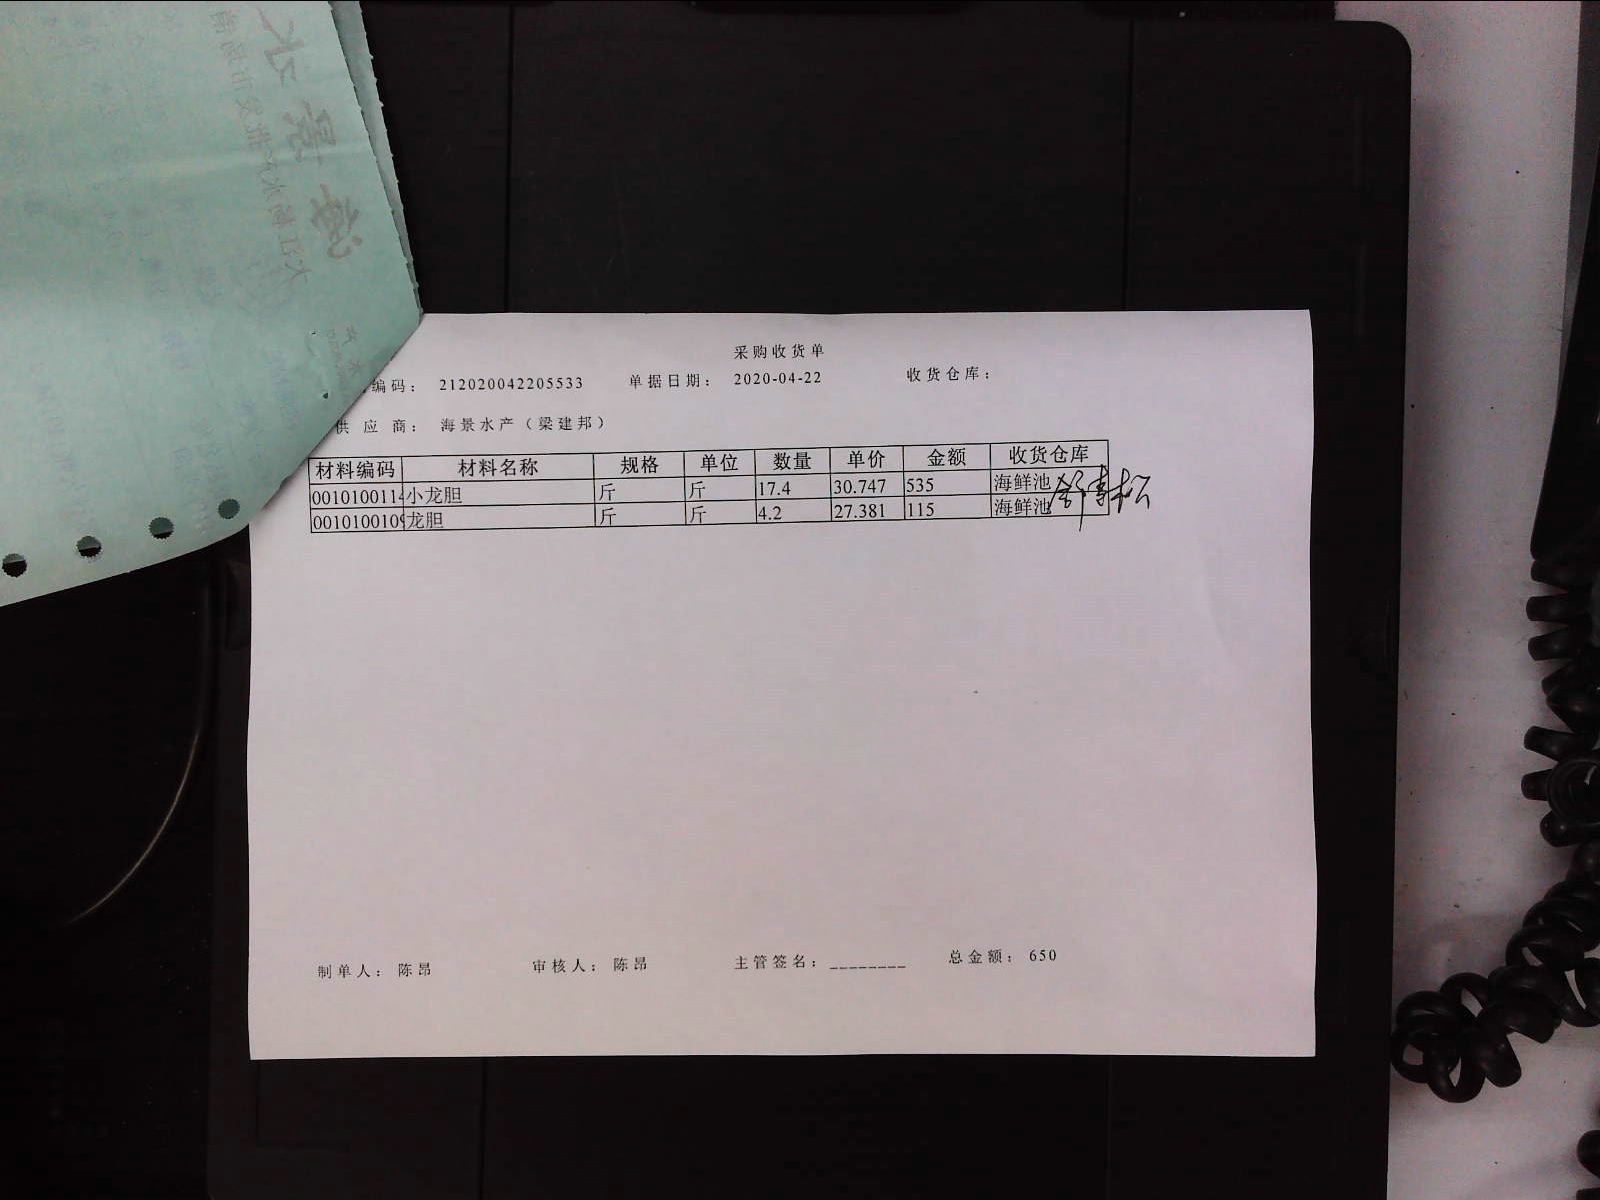 采购收货单
编码： 212020042205533 单据日期： 2020-04-22 收货仓库：
供 应 商： 海景水产（梁建邦）
材料编码 材料名称 规格 单位 数量 单价 金额 收货仓库
0010100114 小龙胆 斤 斤 17.4 30.747 535 海鲜池
0010100109 龙胆 斤 斤 4.2 27.381 115 海鲜池
制单人： 陈昂 审核人： 陈昂 主管签名：________ 总金额： 650